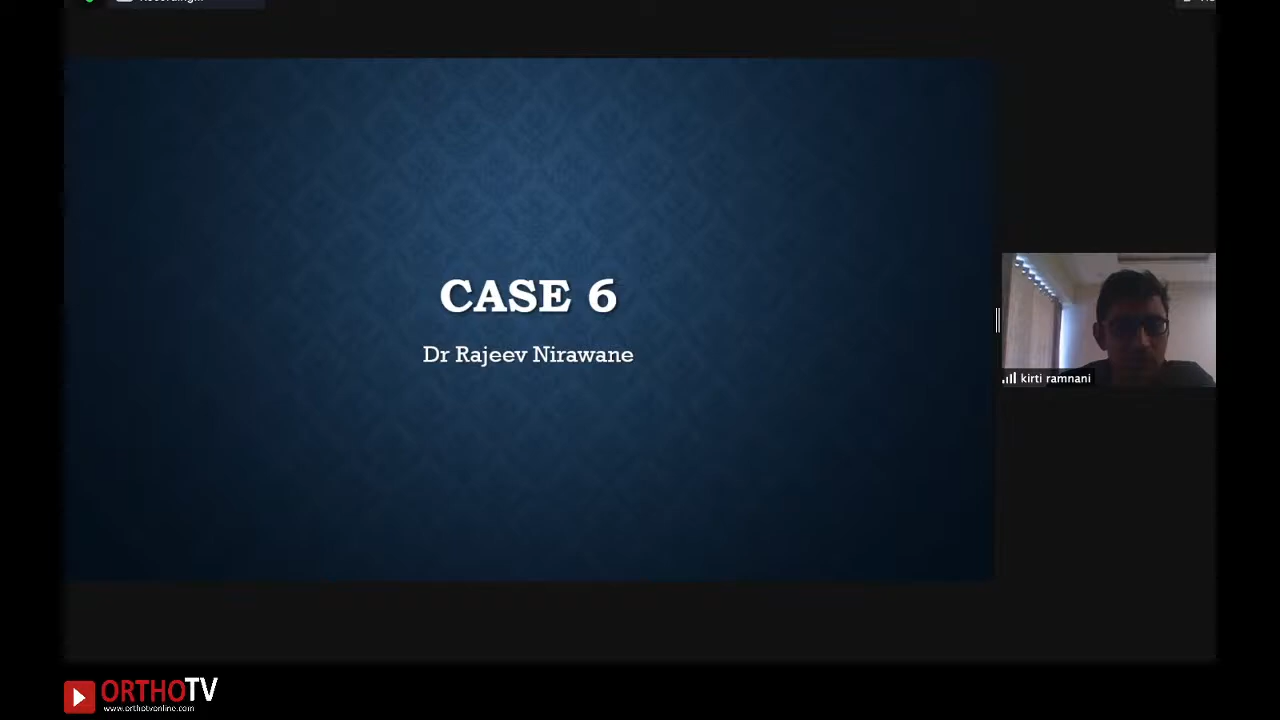 CASE 6
Dr Rajeev Nirawane
kirti ramnani
ORTHOTV
www.orthotvonline.com